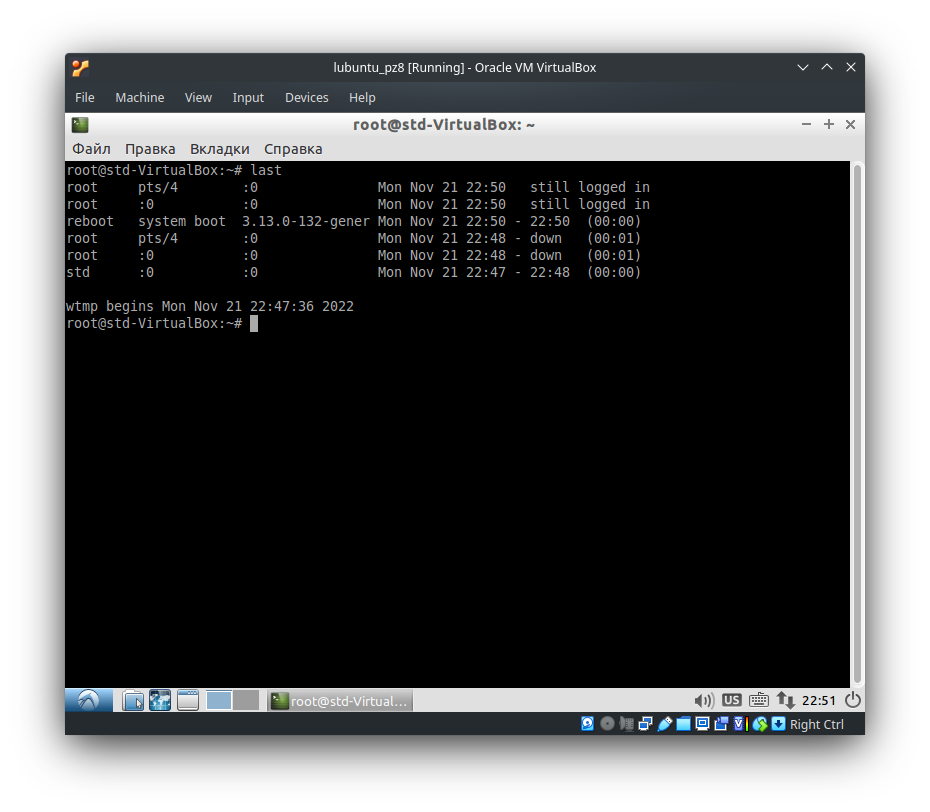 lubuntu_pz8 [Running] - Oracle VM VirtualBox
File Machine View Input Devices Help
root@std-VirtualBox: ~
Файл Правка Вкладки Справка
root@std-VirtualBox:~# last
root     pts/4        :0               Mon Nov 21 22:50   still logged in
root     :0           :0               Mon Nov 21 22:50   still logged in
reboot   system boot  3.13.0-132-gener Mon Nov 21 22:50 - 22:50  (00:00)
root     pts/4        :0               Mon Nov 21 22:48 - down   (00:01)
root     :0           :0               Mon Nov 21 22:48 - down   (00:01)
std      :0           :0               Mon Nov 21 22:47 - 22:48  (00:00)
wtmp begins Mon Nov 21 22:47:36 2022
root@std-VirtualBox:~#
root@std-Virtual... US 22:51
Right Ctrl